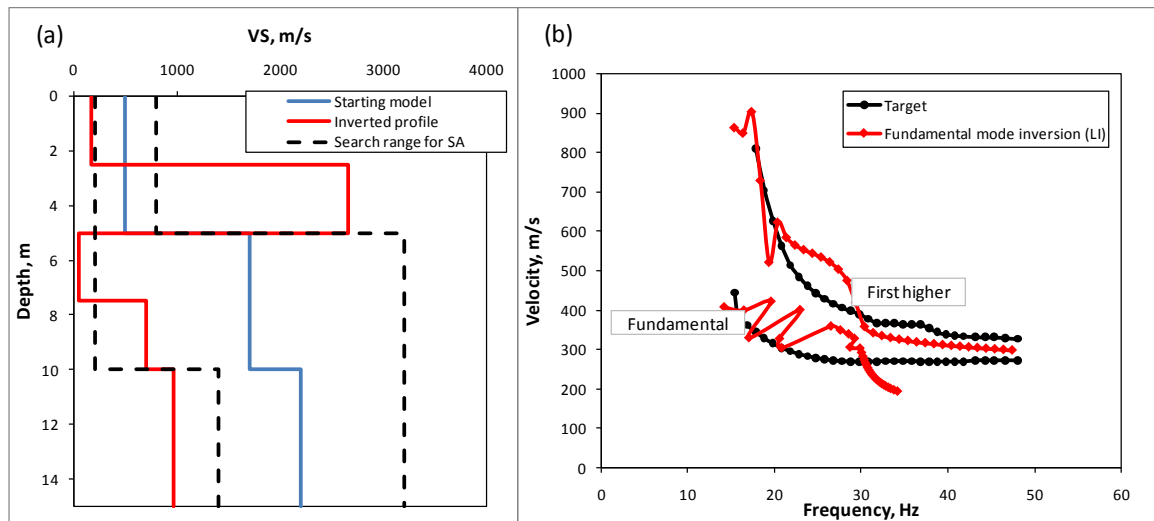 (a)
VS, m/s
0 1000 2000 3000 4000
Starting model
Inverted profile
Search range for SA
0
2
4
6
8
10
12
14
Depth, m
(b)
1000
900
800
700
600
500
400
300
200
100
0
Velocity, m/s
Target
Fundamental mode inversion (LI)
First higher
Fundamental
0 10 20 30 40 50 60
Frequency, Hz